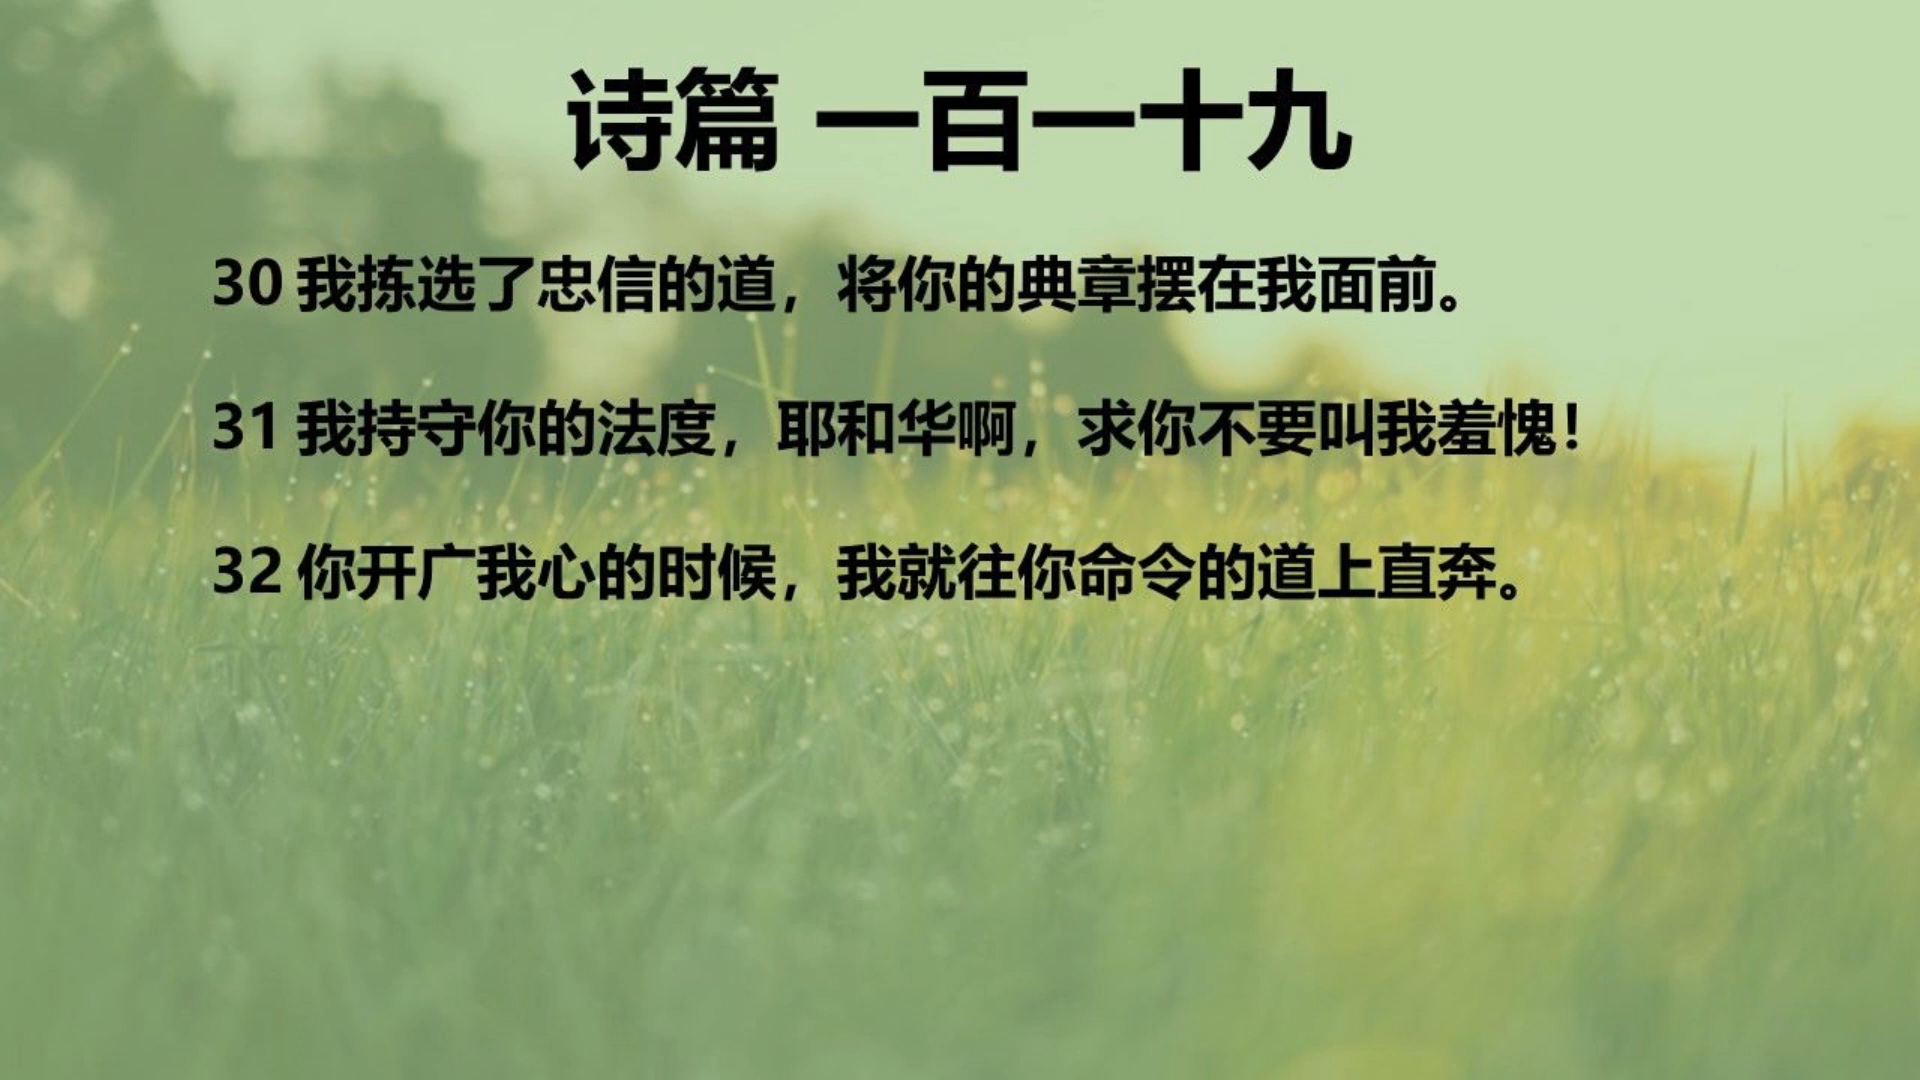 诗篇 一百一十九
30 我拣选了忠信的道，将你的典章摆在我面前。
31 我持守你的法度，耶和华啊，求你不要叫我羞愧！
32 你开广我心的时候，我就往你命令的道上直奔。